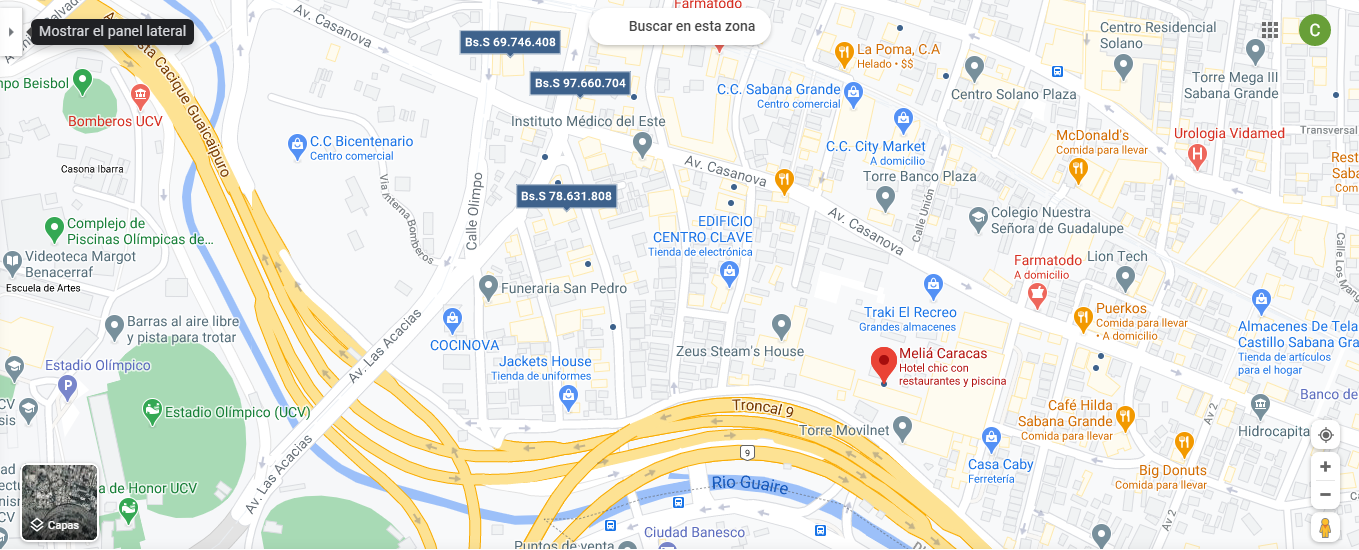 Mostrar el panel lateral
Av. Casanova
Bs.S 69.746.408
Buscar en esta zona
Farmatodo
C
Centro Residencial
Solano
La Poma, C.A
Helado • $$
Torre Mega III
Sabana Grande
Cacique Guaicaipuro
Bs.S 97.660.704
C.C. Sabana Grande
Centro comercial
Centro Solano Plaza
Bomberos UCV
Instituto Médico del Este
McDonald's
Comida para llevar
Urologia Vidamed
Transversal
C.C Bicentenario
Centro comercial
C.C. City Market
A domicilio
Torre Banco Plaza
Casona Ibarra
Av. Casanova
Via Interna Bomberos
Calle Olimpo
Bs.S 78.631.808
Calle Unión
Av. Casanova
Colegio Nuestra
Señora de Guadalupe
EDIFICIO
CENTRO CLAVE
Tienda de electrónica
Complejo de
Piscinas Olímpicas de...
Videoteca Margot
Benacerraf
Escuela de Artes
Farmatodo
A domicilio
Lion Tech
Calle Los
Funeraria San Pedro
Traki El Recreo
Grandes almacenes
Puerkos
Comida para llevar
• A domicilio
Almacenes De Tela
Castillo Sabana Gra
Tienda de artículos
para el hogar
Barras al aire libre
y pista para trotar
COCINOVA
Av. Las Acacias
Zeus Steam's House
Meliá Caracas
Hotel chic con
restaurantes y piscina
Estadio Olímpico
P
Jackets House
Tienda de uniformes
Banco de
Estadio Olímpico (UCV)
Troncal 9
Torre Movilnet
Café Hilda
Sabana Grande
Comida para llevar
Av 2
Hidrocapita
9
Av. Las Acacias
Casa Caby
Ferretería
Big Donuts
Comida para llevar
a de Honor UCV
Capas
Río Guaire
Av 2
Ciudad Banesco
Puntos de venta